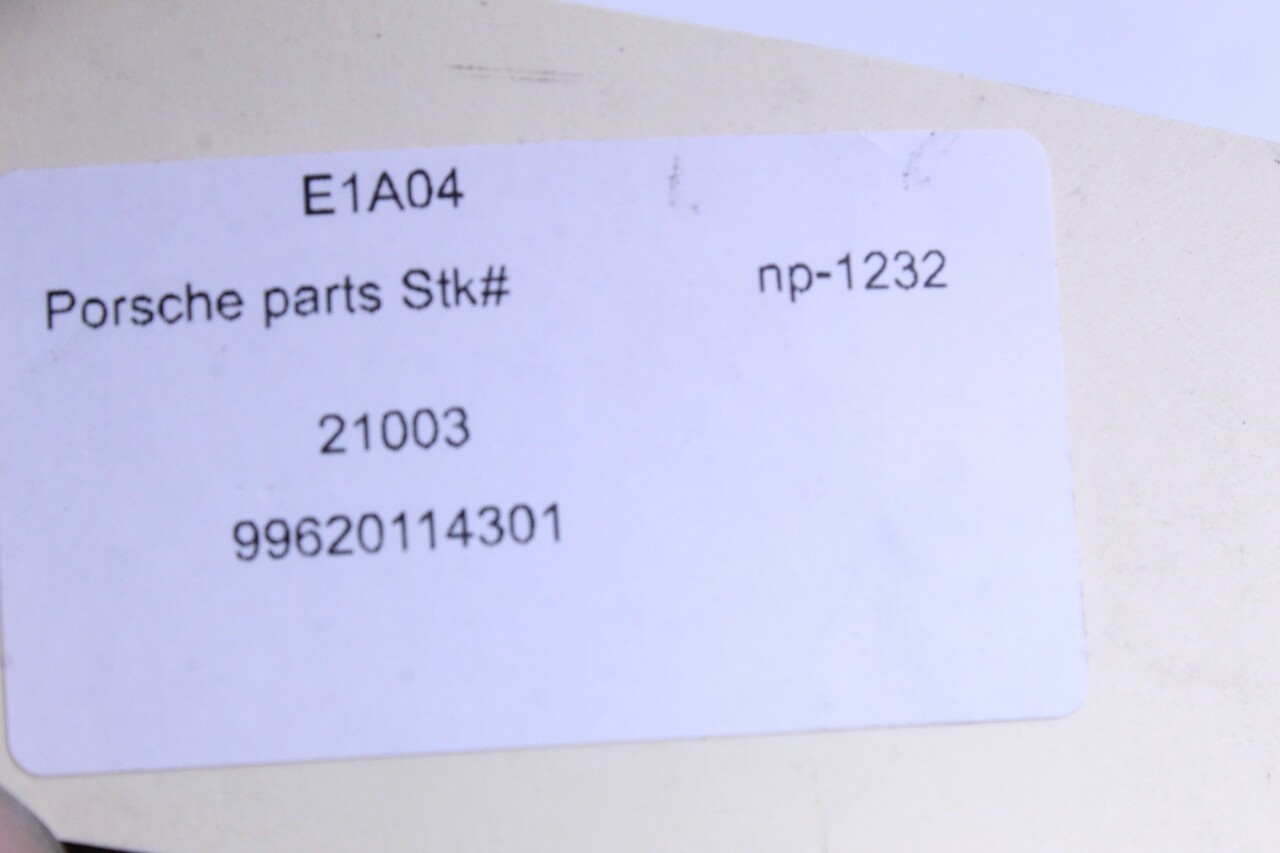 E1A04
Porsche parts Stk# np-1232
21003
99620114301